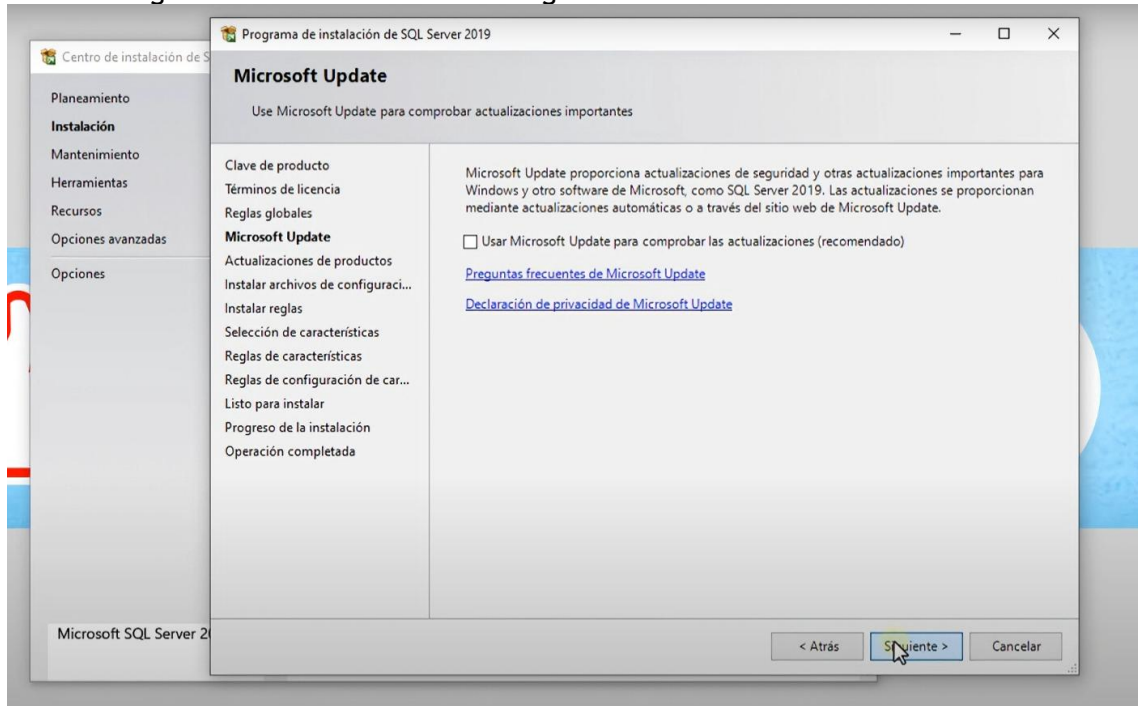 Programa de instalación de SQL Server 2019
Centro de instalación de S
Planeamiento
Instalación
Mantenimiento
Herramientas
Recursos
Opciones avanzadas
Opciones
Microsoft SQL Server 20
Microsoft Update
Use Microsoft Update para comprobar actualizaciones importantes
Clave de producto
Términos de licencia
Reglas globales
Microsoft Update
Actualizaciones de productos
Instalar archivos de configuraci...
Instalar reglas
Selección de características
Reglas de características
Reglas de configuración de car...
Listo para instalar
Progreso de la instalación
Operación completada
Microsoft Update proporciona actualizaciones de seguridad y otras actualizaciones importantes para
Windows y otro software de Microsoft, como SQL Server 2019. Las actualizaciones se proporcionan
mediante actualizaciones automáticas o a través del sitio web de Microsoft Update.
Usar Microsoft Update para comprobar las actualizaciones (recomendado)
Preguntas frecuentes de Microsoft Update
Declaración de privacidad de Microsoft Update
< Atrás
Siguiente >
Cancelar